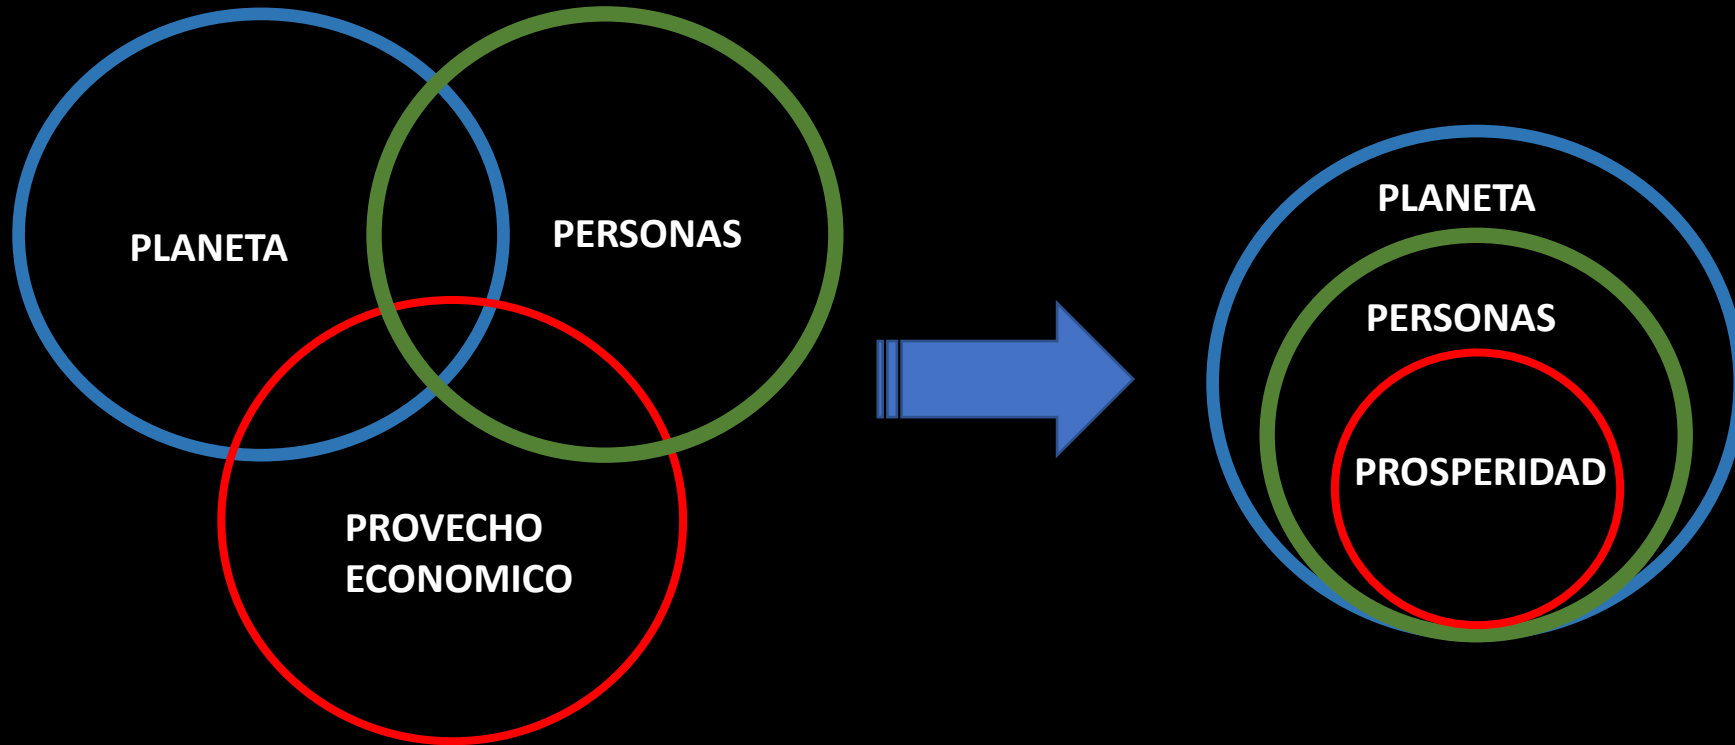 PLANETA
PERSONAS
PROVECHO
ECONOMICO
PLANETA
PERSONAS
PROSPERIDAD